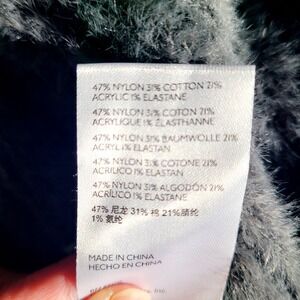 47% NYLON 31% COTTON 21%
ACRYLIC 1% ELASTANE
47% NYLON 31% COTON 21%
ACRYLIQUE 1% ELASTHANNE
47% NYLON 31% BAUMWOLLE 21%
ACRYL 1% ELASTAN
47% NYLON 31% COTONE 21%
ACRILICO 1% ELASTAN
47% NYLON 31% ALGODÓN 21%
ACRÍLICO 1% ELASTANE
47% 尼龙 31% 棉 21% 腈纶
1% 氨纶
MADE IN CHINA
HECHO EN CHINA